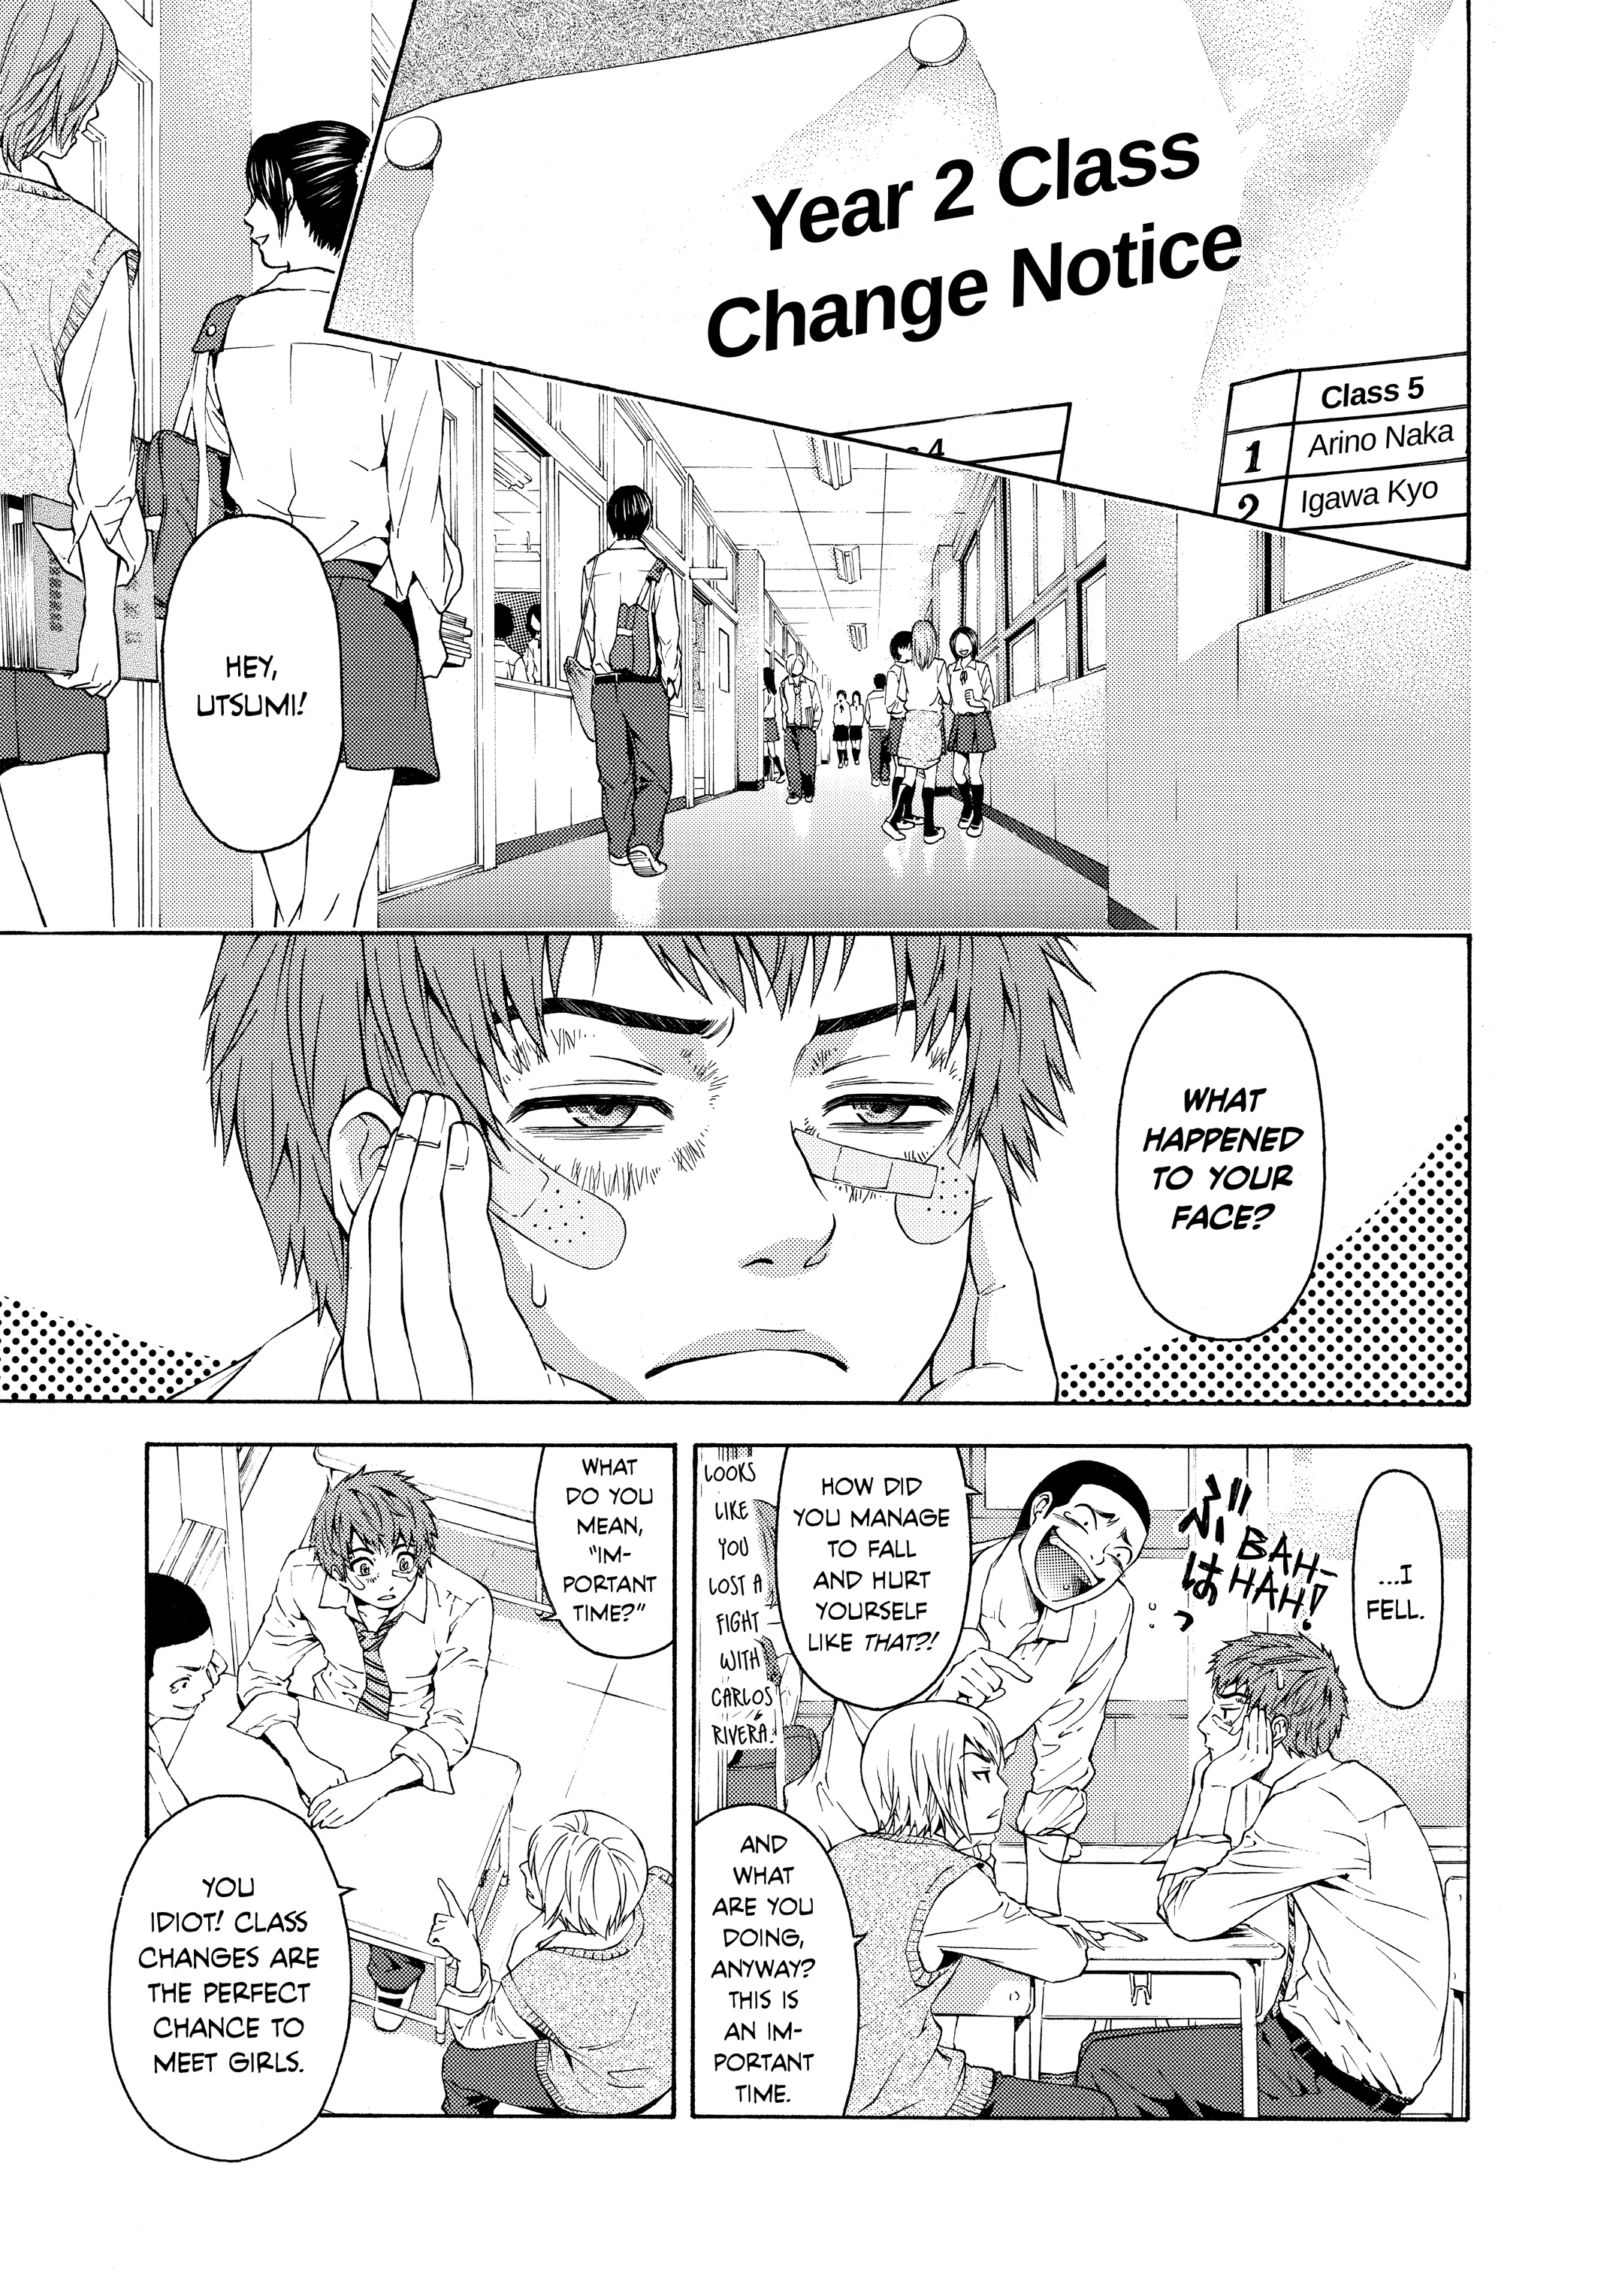 Year 2 Class
Change Notice
Class 5
1 Arino Naka
2 Igawa Kyo
4
HEY,
UTSUMI!
WHAT
HAPPENED
TO YOUR
FACE?
...I
FELL.
ぶ"は
BAH-
HAH!
HOW DID
YOU MANAGE
TO FALL
AND HURT
YOURSELF
LIKE THAT?!
LOOKS
LIKE
YOU
LOST A
FIGHT
WITH
CARLOS
RIVERA.
AND
WHAT
ARE YOU
DOING,
ANYWAY?
THIS IS
AN IM-
PORTANT
TIME.
WHAT
DO YOU
MEAN,
"IM-
PORTANT
TIME?"
YOU
IDIOT! CLASS
CHANGES ARE
THE PERFECT
CHANCE TO
MEET GIRLS.